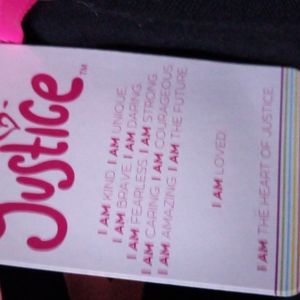 Justice™
I AM KIND. I AM UNIQUE.
I AM BRAVE. I AM DARING.
I AM FEARLESS. I AM STRONG.
I AM CARING. I AM COURAGEOUS.
I AM AMAZING. I AM THE FUTURE.
I AM LOVED.
I AM THE HEART OF JUSTICE.